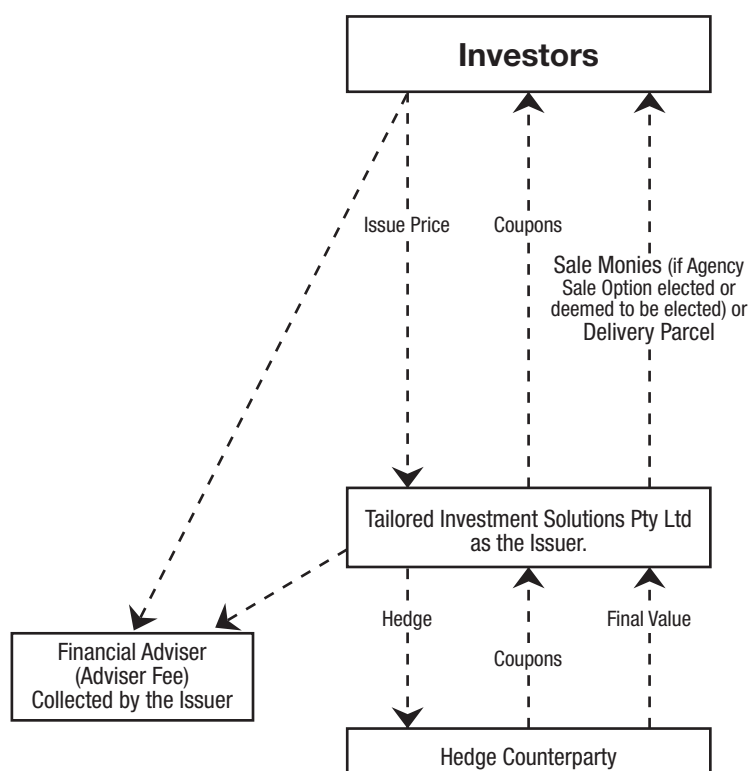 Investors
Issue Price
Coupons
Sale Monies (if Agency
Sale Option elected or
deemed to be elected) or
Delivery Parcel
Tailored Investment Solutions Pty Ltd
as the Issuer.
Hedge
Coupons
Final Value
Financial Adviser
(Adviser Fee)
Collected by the Issuer
Hedge Counterparty